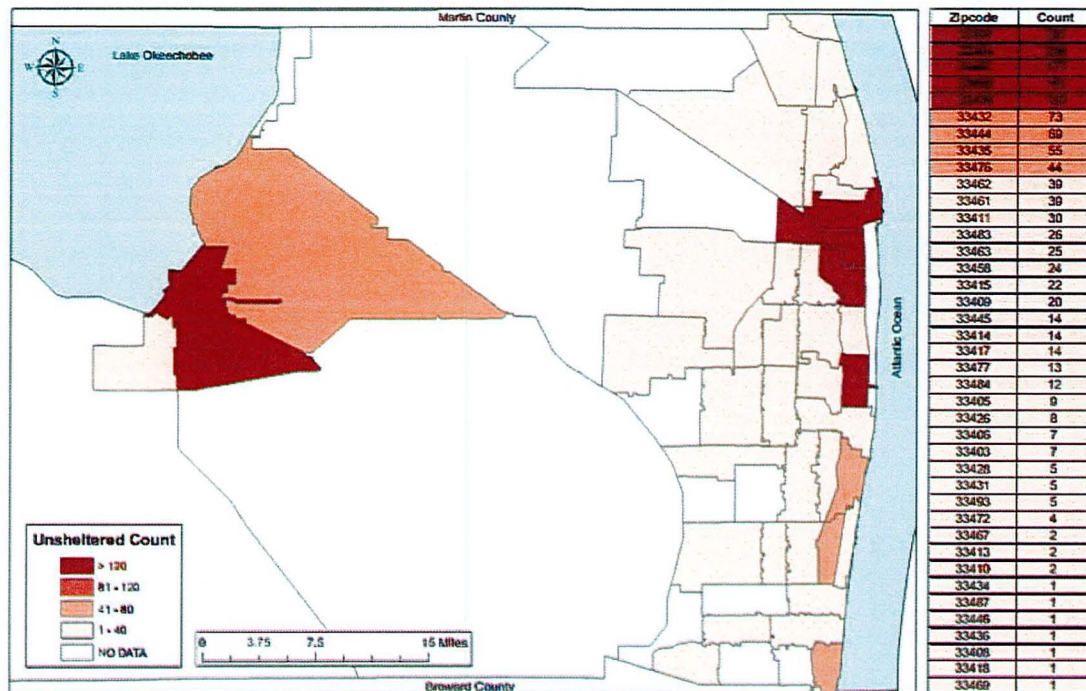 Martin County
N
W E
S
Lake Okeechobee
Atlantic Ocean
Unsheltered Count
> 120
81 - 120
41 - 80
1 - 40
NO DATA
0 3.75 7.5 15 Miles
Broward County
Zipcode Count
33432 73
33444 69
33435 55
33476 44
33462 39
33461 39
33411 30
33483 26
33463 25
33458 24
33415 22
33409 20
33445 14
33414 14
33417 14
33477 13
33484 12
33405 9
33426 8
33406 7
33403 7
33428 5
33431 5
33493 5
33472 4
33467 2
33413 2
33410 2
33434 1
33487 1
33446 1
33436 1
33408 1
33418 1
33469 1